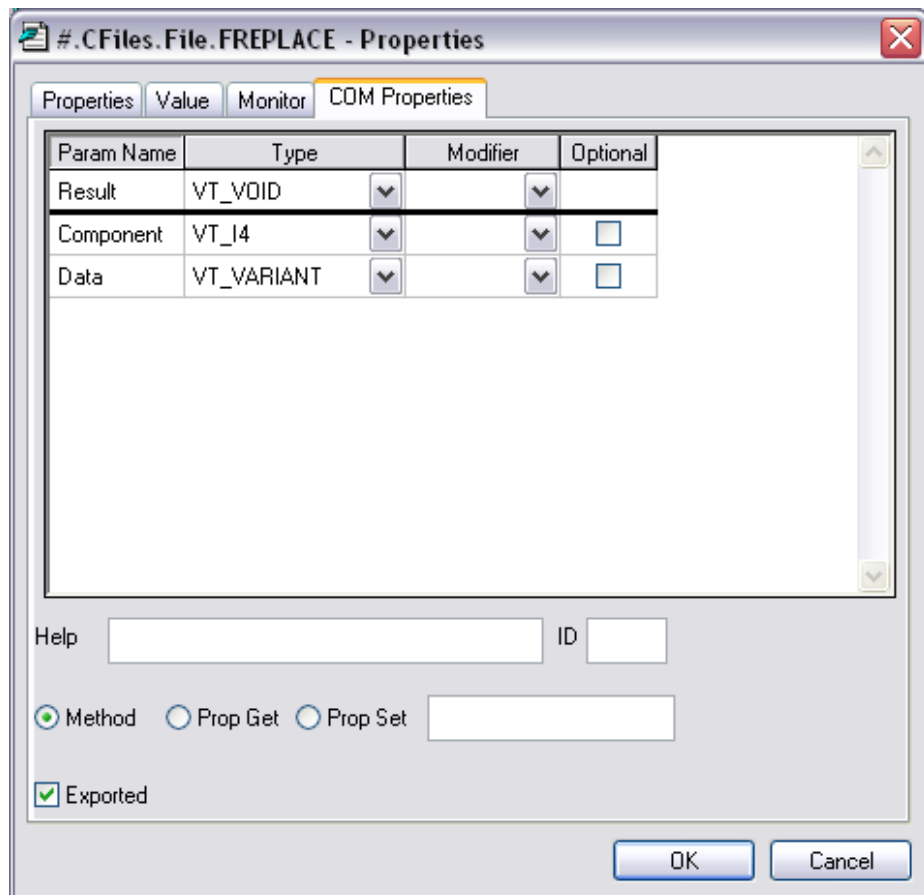 #.CFiles.File.FREPLACE - Properties
Properties Value Monitor COM Properties
Param Name Type Modifier Optional
Result VT_VOID
Component VT_I4
Data VT_VARIANT
Help ID
Method Prop Get Prop Set
Exported
OK Cancel